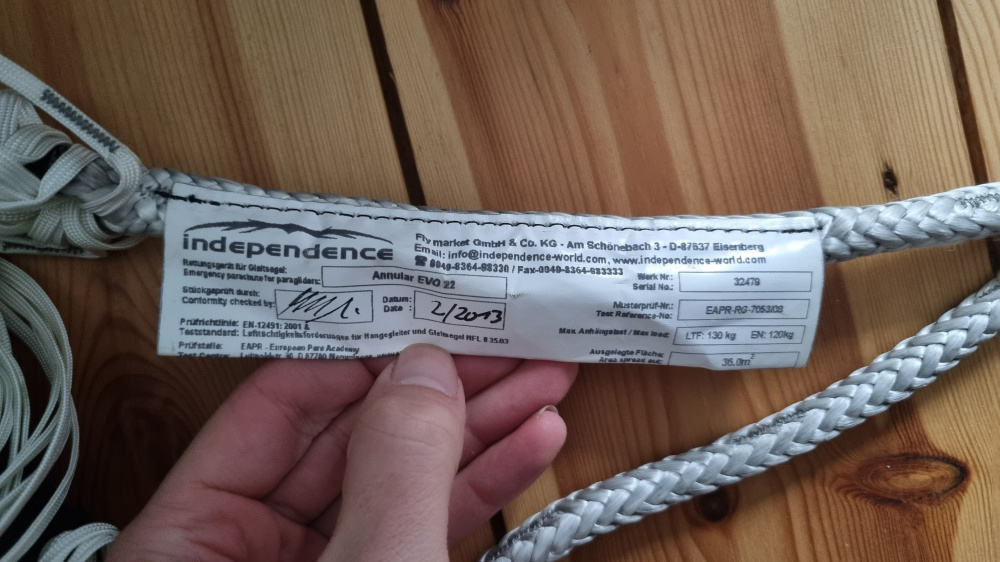 independence
Fly market GmbH & Co. KG - Am Schönebach 3 - D-87637 Eisenberg
Email: info@independence-world.com, www.independence-world.com
☎ 0049-8364-98330 / Fax-0049-8364-983333
Rettungsgerät für Gleitsegel:
Emergency parachute for paragliders:
Annular EVO 22
Werk Nr.:
Serial No.:
32479
Stückgeprüft durch:
Conformity checked by:
Datum:
Date :
2/2013
Musterprüf-Nr.:
Test Reference-No:
EAPR-RG-7053/08
Prüfrichtlinie: EN-12491: 2001 &
Teststandard: Lufttüchtigkeitsforderungen für Hängegleiter und Gleitsegel NFL II 35/03
Max. Anhängelast / Max load:
LTF: 130 kg EN: 120kg
Prüfstelle: EAPR - European Para Academy
Test Center:
Ausgelegte Fläche:
Area spread out:
36.0m²